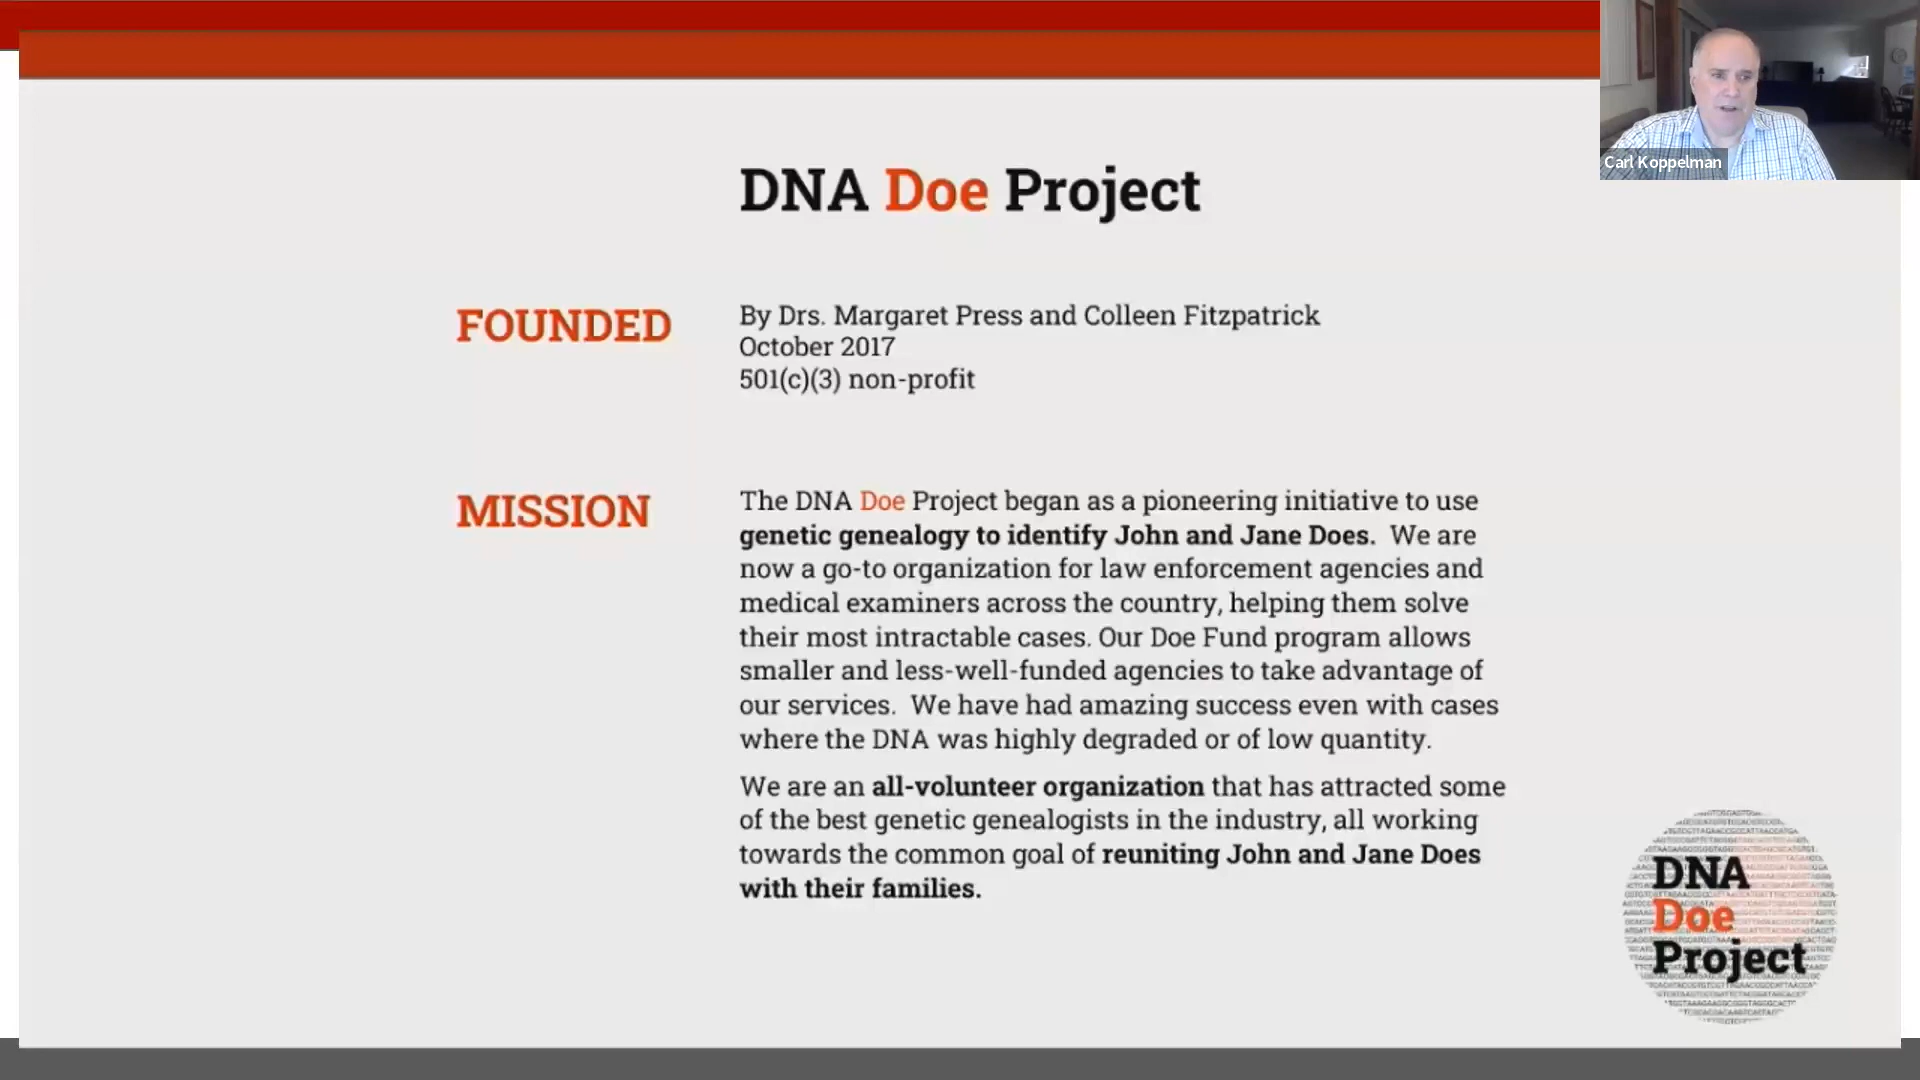 Carl Koppelman
DNA Doe Project
FOUNDED
By Drs. Margaret Press and Colleen Fitzpatrick
October 2017
501(c)(3) non-profit
MISSION
The DNA Doe Project began as a pioneering initiative to use
genetic genealogy to identify John and Jane Does. We are
now a go-to organization for law enforcement agencies and
medical examiners across the country, helping them solve
their most intractable cases. Our Doe Fund program allows
smaller and less-well-funded agencies to take advantage of
our services. We have had amazing success even with cases
where the DNA was highly degraded or of low quantity.
We are an all-volunteer organization that has attracted some
of the best genetic genealogists in the industry, all working
towards the common goal of reuniting John and Jane Does
with their families.
DNA
Doe
Project